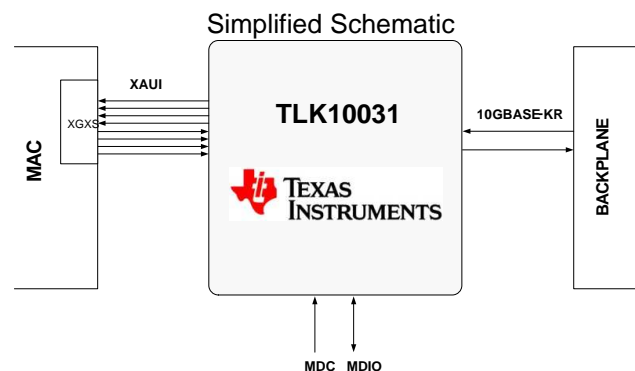 Simplified Schematic
XAUI
TLK10031
10GBASE-KR
XGXS
MAC
BACKPLANE
TEXAS
INSTRUMENTS
MDC MDIO